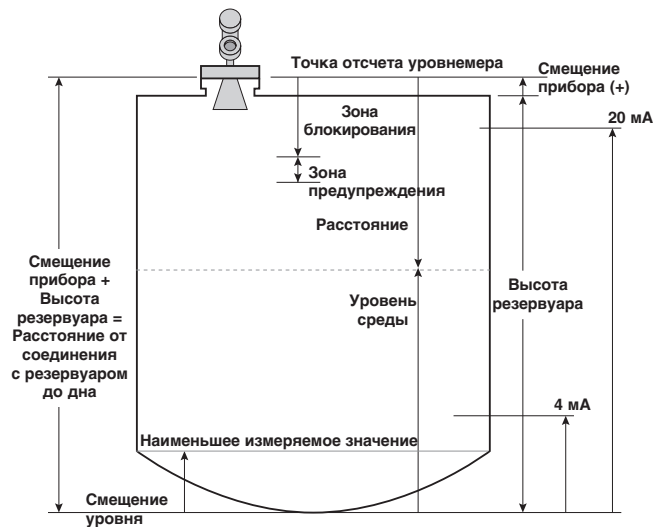 Точка отсчета уровнемера
Смещение
прибора (+)
20 мА
Зона
блокирования
Зона
предупреждения
Расстояние
Смещение
прибора +
Высота
резервуара =
Расстояние от
соединения
с резервуаром
до дна
Уровень
среды
Высота
резервуара
4 мА
Наименьшее измеряемое значение
Смещение
уровня